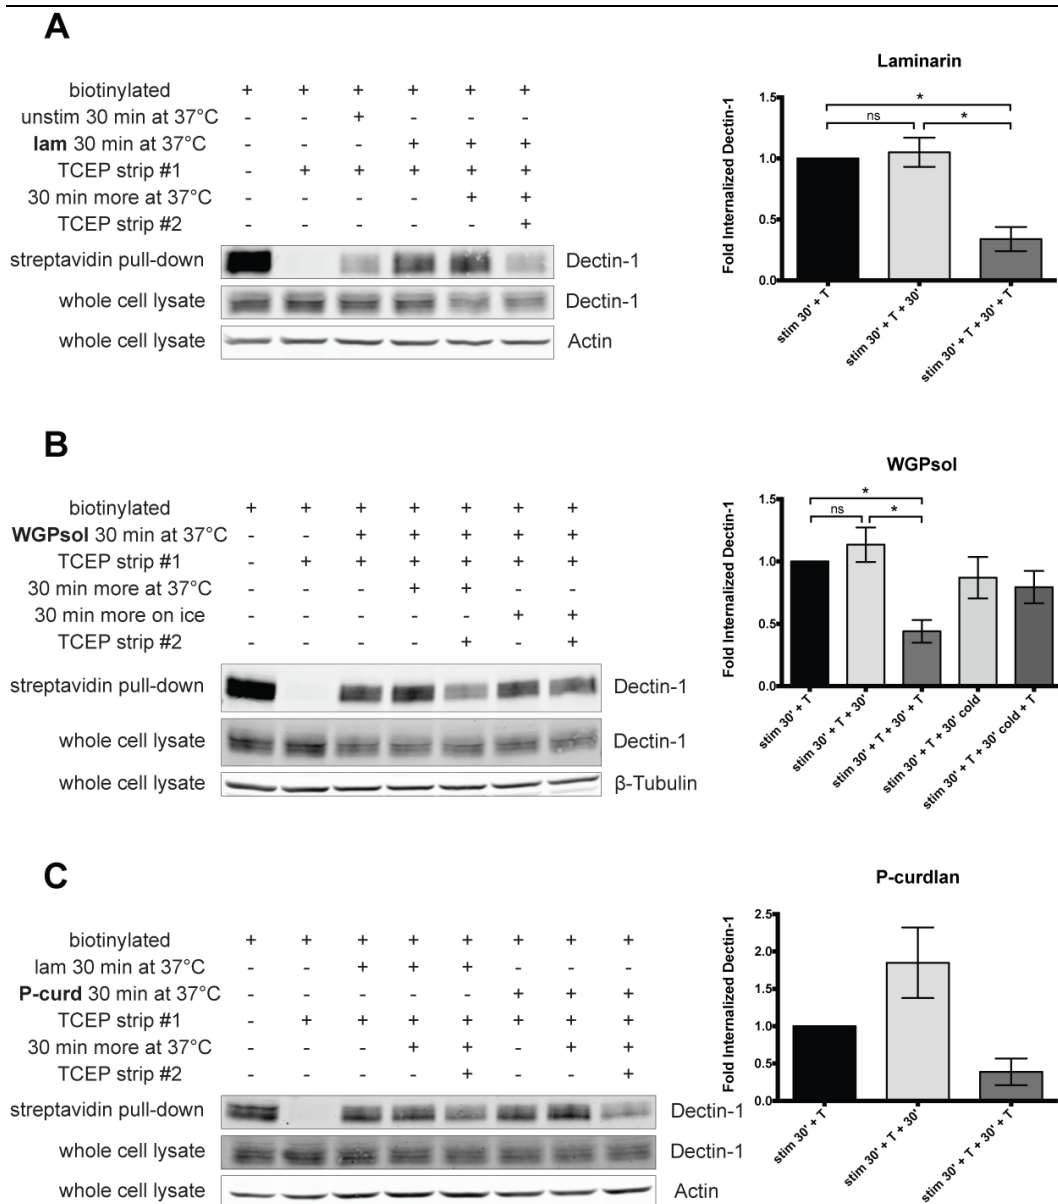 A
biotinylated + + + + + +
unstim 30 min at 37°C - - + - - -
lam 30 min at 37°C - - - + + +
TCEP strip #1 - + + + + +
30 min more at 37°C - - - - + +
TCEP strip #2 - - - - - +
streptavidin pull-down Dectin-1
whole cell lysate Dectin-1
whole cell lysate Actin
Laminarin
Fold Internalized Dectin-1
1.5
1.0
0.5
0.0
*
ns *
stim 30' + T
stim 30' + T + 30'
stim 30' + T + 30' + T
B
biotinylated + + + + + + +
WGPsol 30 min at 37°C - - + + + + +
TCEP strip #1 - + + + + + +
30 min more at 37°C - - - + + - -
30 min more on ice - - - - - + +
TCEP strip #2 - - - - + - +
streptavidin pull-down Dectin-1
whole cell lysate Dectin-1
whole cell lysate β-Tubulin
WGPsol
Fold Internalized Dectin-1
1.5
1.0
0.5
0.0
*
ns *
stim 30' + T
stim 30' + T + 30'
stim 30' + T + 30' + T
stim 30' + T + 30' cold
stim 30' + T + 30' cold + T
C
biotinylated + + + + + + + +
lam 30 min at 37°C - - + + + - - -
P-curd 30 min at 37°C - - - - - + + +
TCEP strip #1 - + + + + + + +
30 min more at 37°C - - - + + - + +
TCEP strip #2 - - - - + - - +
streptavidin pull-down Dectin-1
whole cell lysate Dectin-1
whole cell lysate Actin
P-curdlan
Fold Internalized Dectin-1
2.5
2.0
1.5
1.0
0.5
0.0
stim 30' + T
stim 30' + T + 30'
stim 30' + T + 30' + T